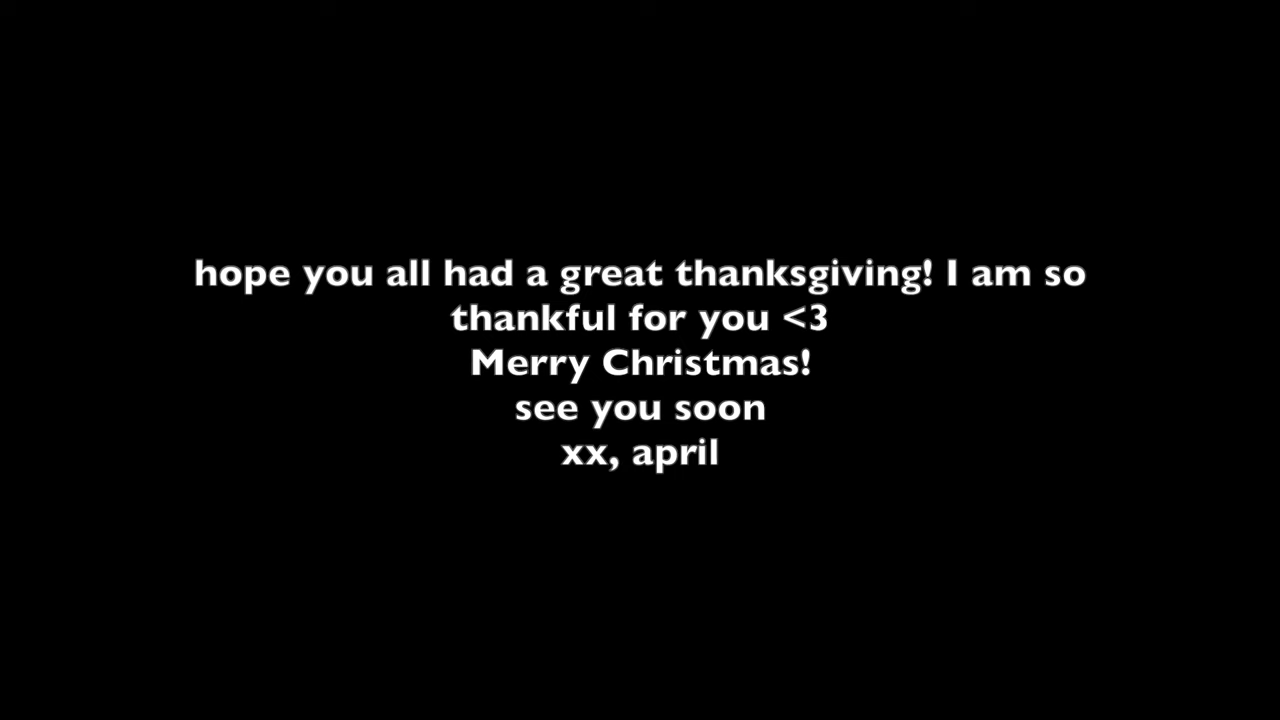 hope you all had a great thanksgiving! I am so
thankful for you <3
Merry Christmas!
see you soon
xx, april